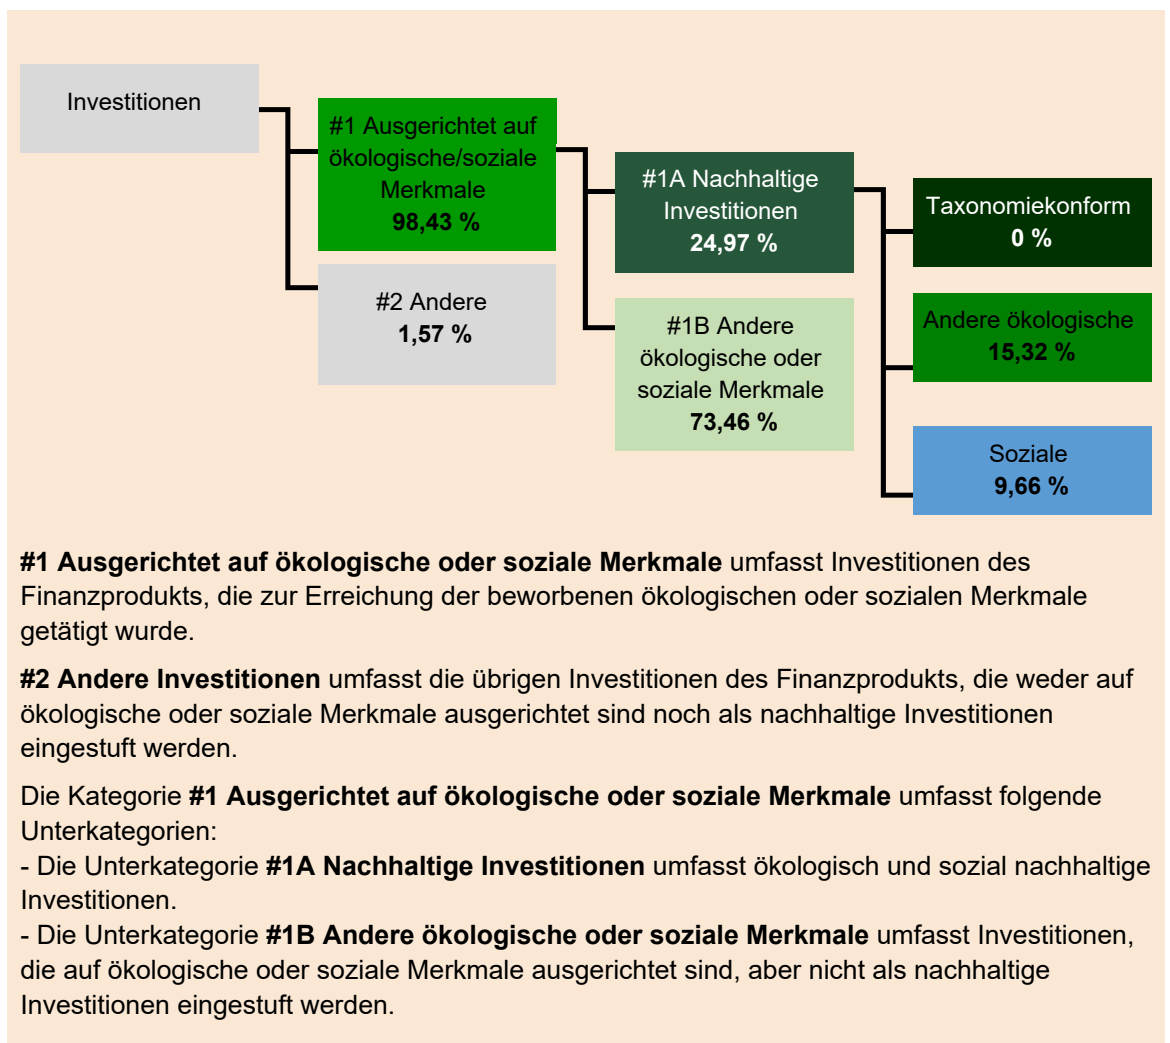 Investitionen
#1 Ausgerichtet auf
ökologische/soziale
Merkmale
98,43 %
#2 Andere
1,57 %
#1A Nachhaltige
Investitionen
24,97 %
#1B Andere
ökologische oder
soziale Merkmale
73,46 %
Taxonomiekonform
0 %
Andere ökologische
15,32 %
Soziale
9,66 %
#1 Ausgerichtet auf ökologische oder soziale Merkmale umfasst Investitionen des
Finanzprodukts, die zur Erreichung der beworbenen ökologischen oder sozialen Merkmale
getätigt wurde.
#2 Andere Investitionen umfasst die übrigen Investitionen des Finanzprodukts, die weder auf
ökologische oder soziale Merkmale ausgerichtet sind noch als nachhaltige Investitionen
eingestuft werden.
Die Kategorie #1 Ausgerichtet auf ökologische oder soziale Merkmale umfasst folgende
Unterkategorien:
- Die Unterkategorie #1A Nachhaltige Investitionen umfasst ökologisch und sozial nachhaltige
Investitionen.
- Die Unterkategorie #1B Andere ökologische oder soziale Merkmale umfasst Investitionen,
die auf ökologische oder soziale Merkmale ausgerichtet sind, aber nicht als nachhaltige
Investitionen eingestuft werden.